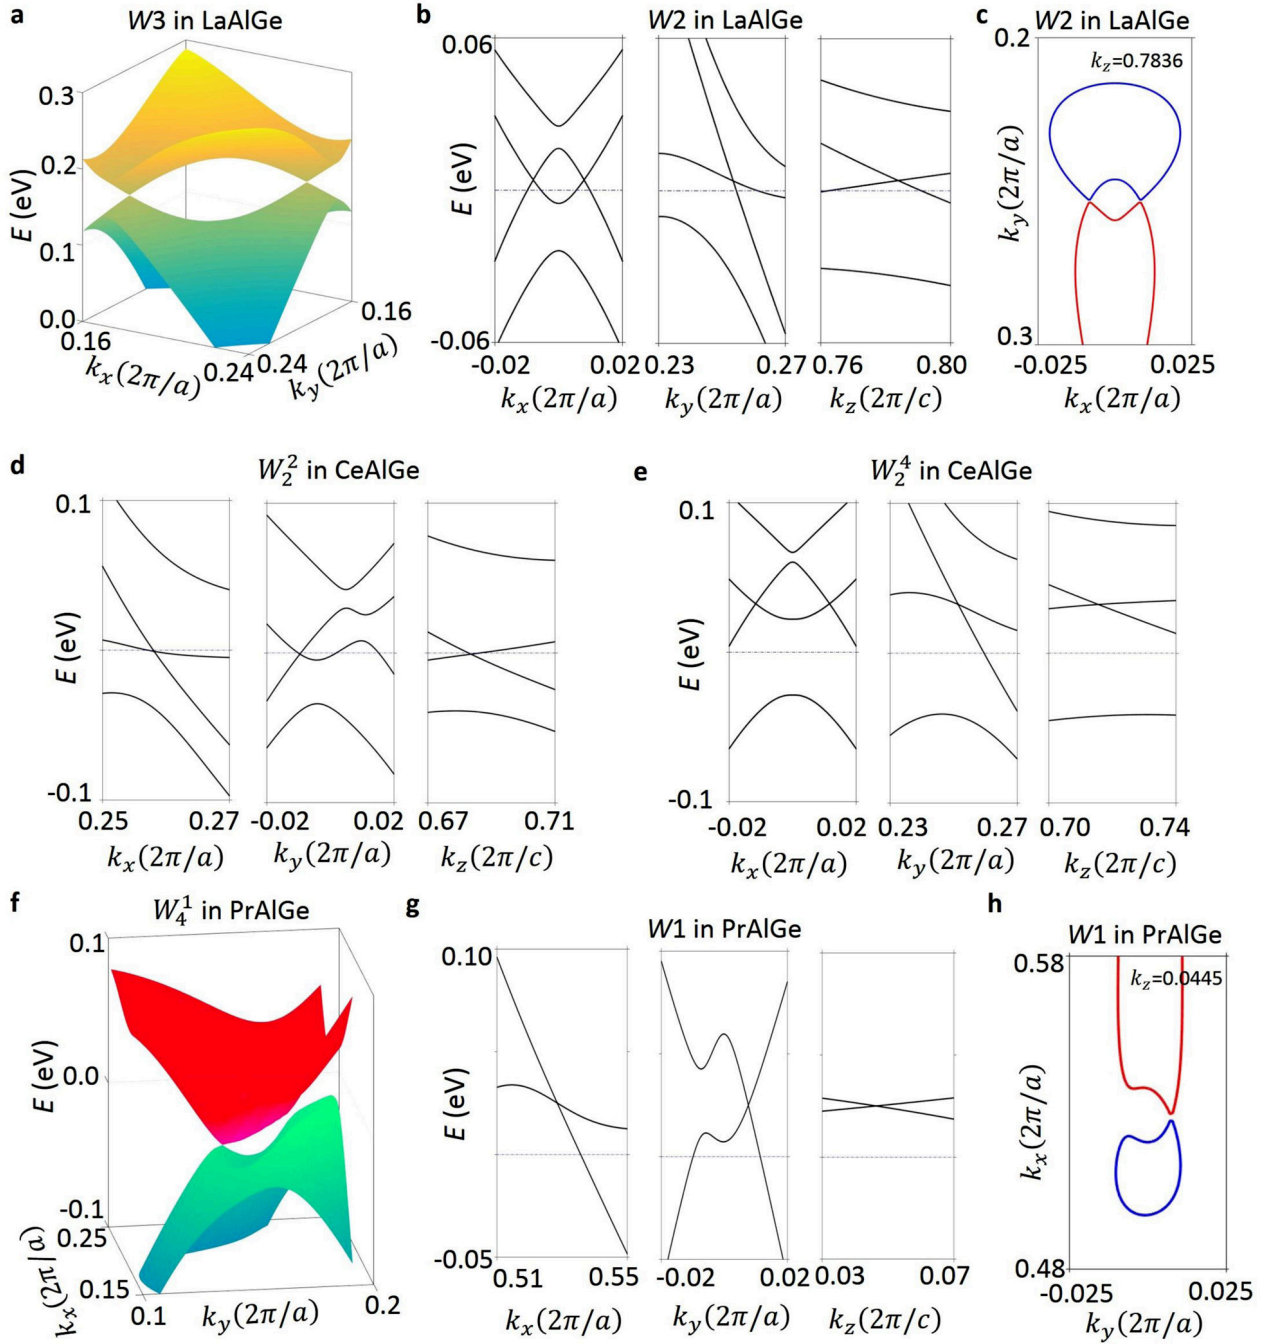 a
W3 in LaAlGe
0.3
0.2
0.1
0.0
E (eV)
0.16
k_x(2π/a)
0.24
0.24
k_y(2π/a)
0.16
b
W2 in LaAlGe
0.06
E (eV)
-0.06
-0.02 0.02 0.23 0.27 0.76 0.80
k_x(2π/a) k_y(2π/a) k_z(2π/c)
c
W2 in LaAlGe
0.2
k_z=0.7836
k_y(2π/a)
0.3
-0.025 0.025
k_x(2π/a)
d
W_2^2 in CeAlGe
0.1
E (eV)
-0.1
0.25 0.27 -0.02 0.02 0.67 0.71
k_x(2π/a) k_y(2π/a) k_z(2π/c)
e
W_2^4 in CeAlGe
0.1
E (eV)
-0.1
-0.02 0.02 0.23 0.27 0.70 0.74
k_x(2π/a) k_y(2π/a) k_z(2π/c)
f
W_4^1 in PrAlGe
0.1
0.0
E (eV)
-0.1
0.25
k_x(2π/a)
0.15
0.1
k_y(2π/a)
0.2
g
W1 in PrAlGe
0.10
E (eV)
-0.05
0.51 0.55 -0.02 0.02 0.03 0.07
k_x(2π/a) k_y(2π/a) k_z(2π/c)
h
W1 in PrAlGe
0.58
k_z=0.0445
k_x(2π/a)
0.48
-0.025 0.025
k_y(2π/a)